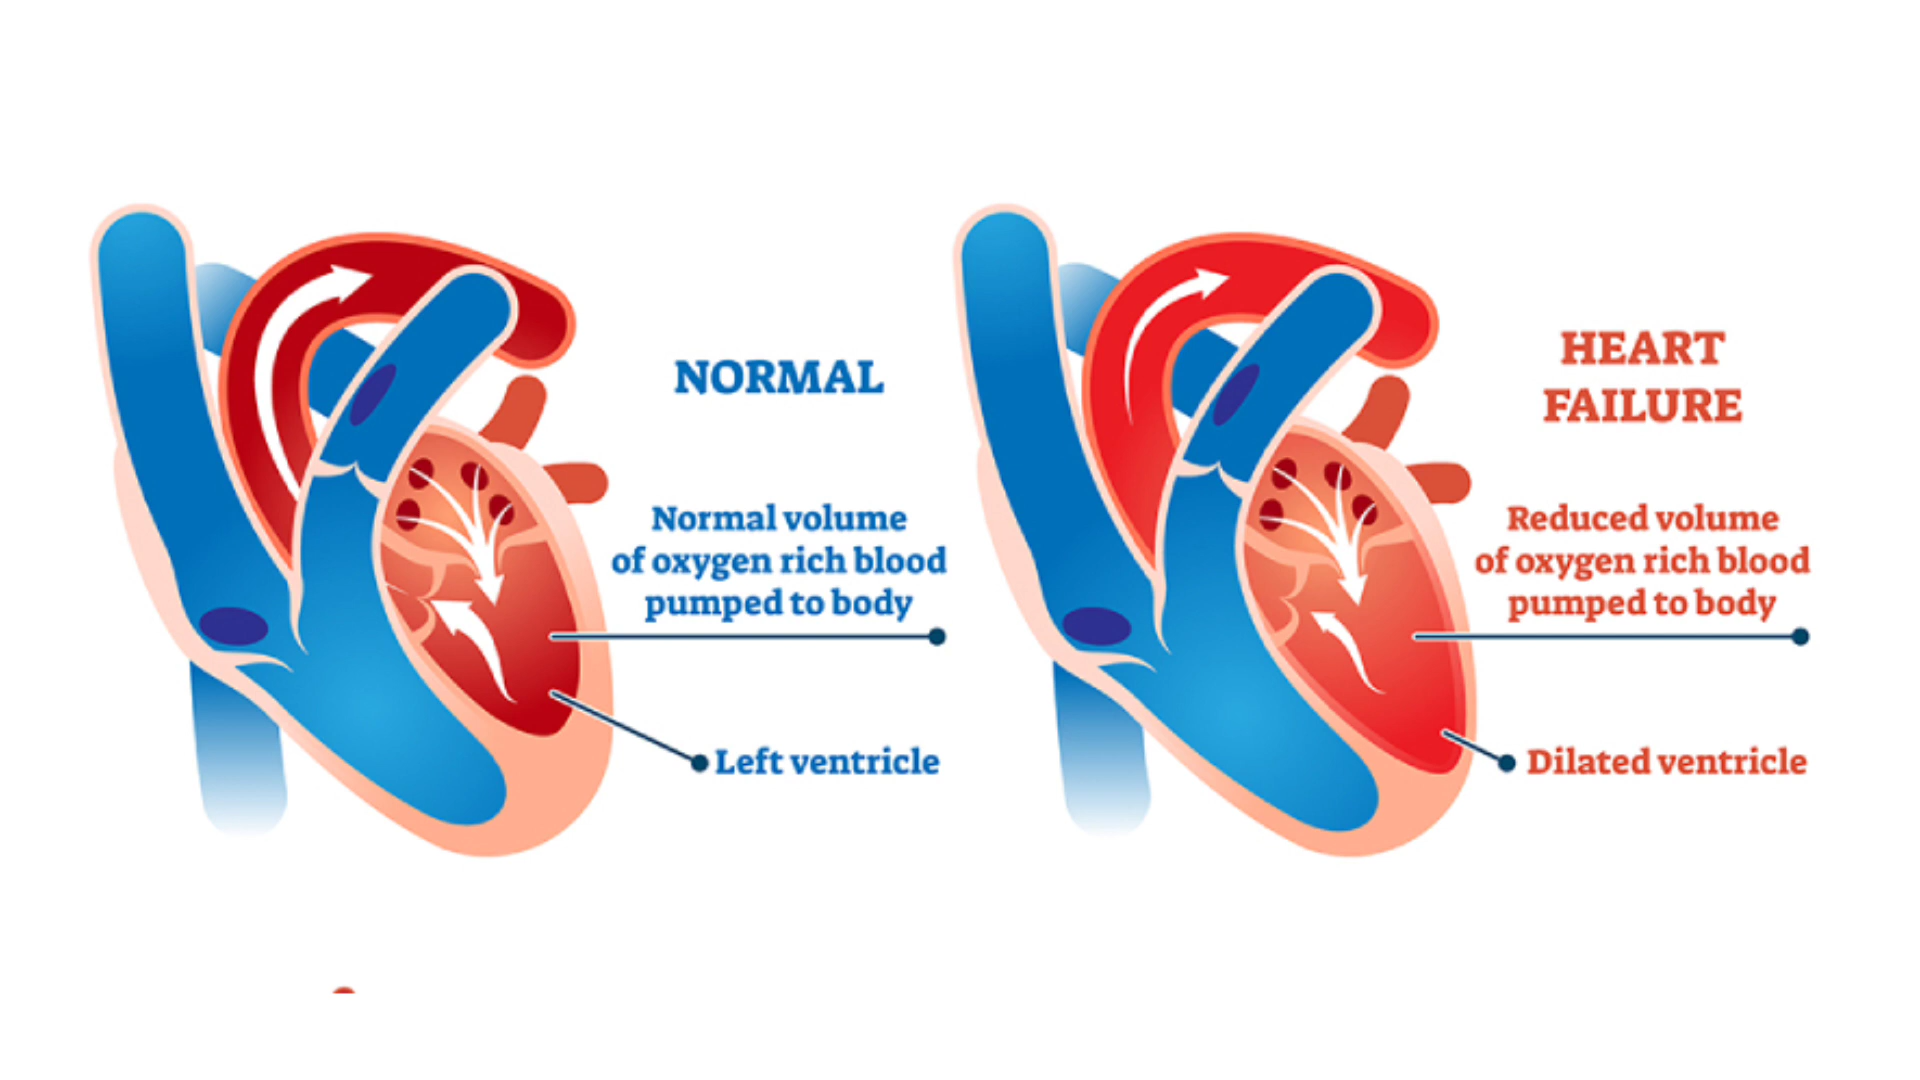 NORMAL
Normal volume
of oxygen rich blood
pumped to body
Left ventricle
HEART
FAILURE
Reduced volume
of oxygen rich blood
pumped to body
Dilated ventricle